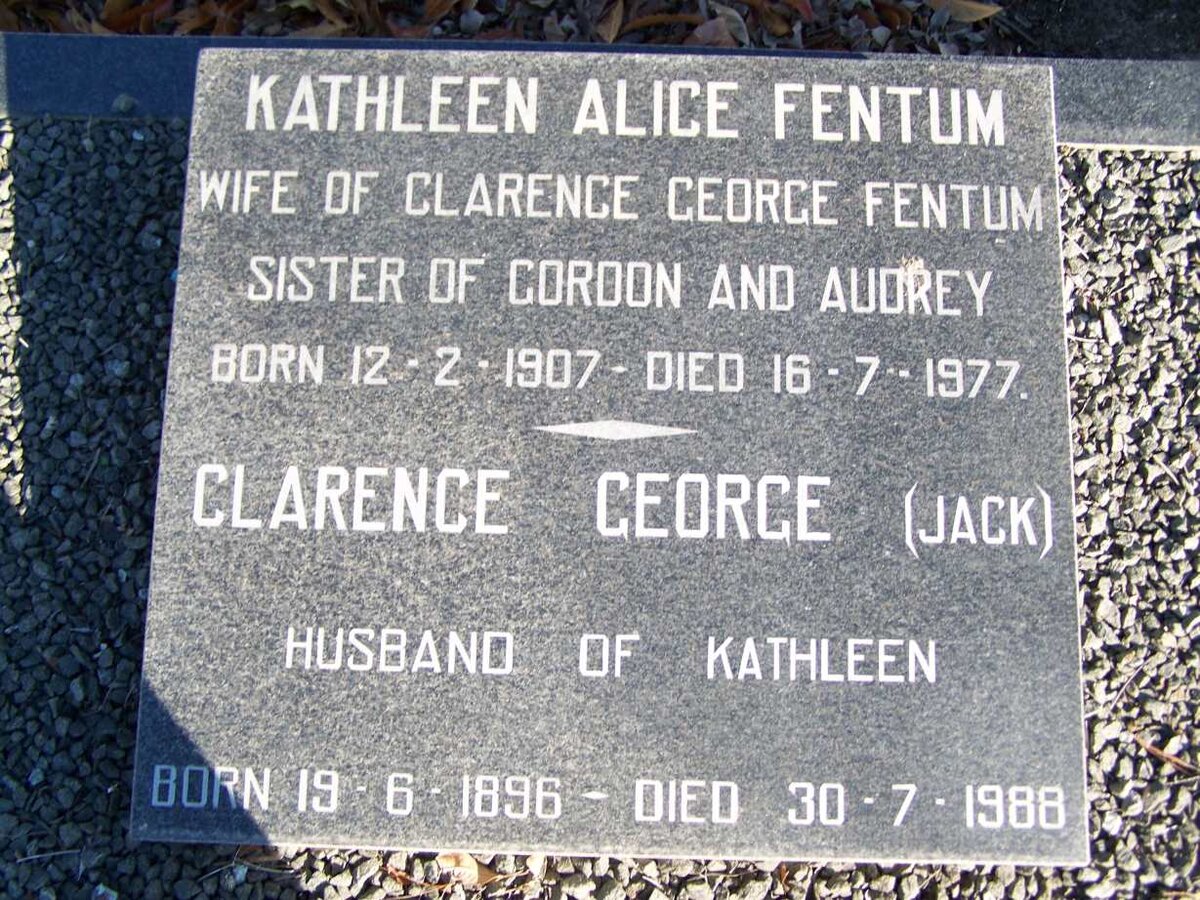 KATHLEEN ALICE FENTUM
WIFE OF CLARENCE GEORGE FENTUM
SISTER OF GORDON AND AUDREY
BORN 12-2-1907-DIED 16-7-1977.
CLARENCE GEORGE (JACK)
HUSBAND OF KATHLEEN
BORN 19-6-1896-DIED 30-7-1988